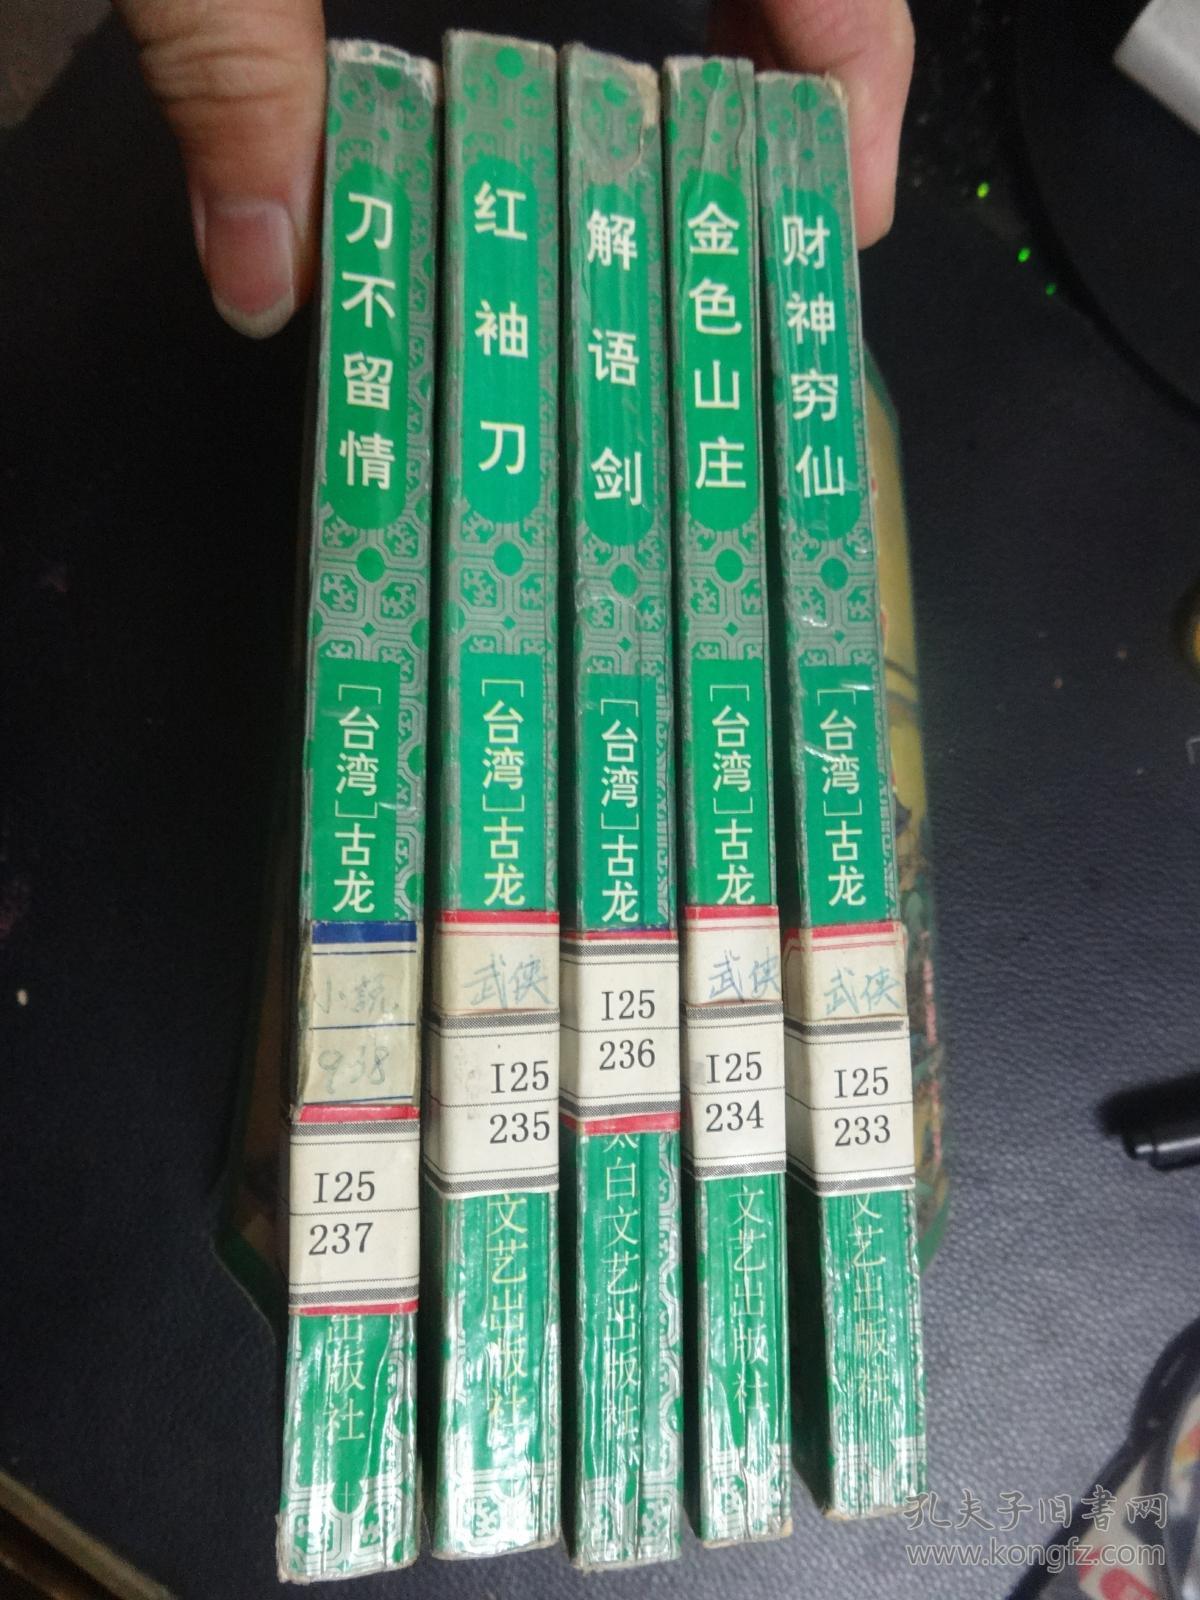 刀不留情
[台湾]古龙
小说
938
I25
237
出版社
红袖刀
[台湾]古龙
武侠
I25
235
文艺出版社
解语剑
[台湾]古龙
I25
236
太白文艺出版社
金色山庄
[台湾]古龙
武侠
I25
234
文艺出版社
财神穷仙
[台湾]古龙
武侠
I25
233
文艺出版社
孔夫子旧书网
www.kongfz.com